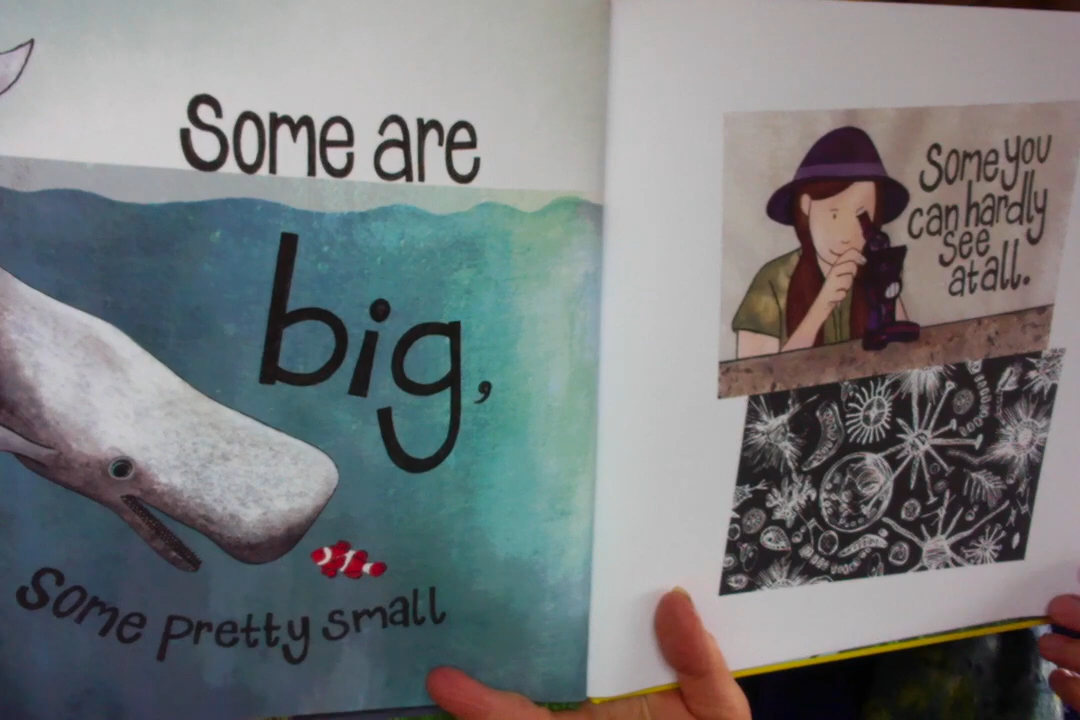 Some are
big,
Some pretty small
Some you
can hardly
see
at all.